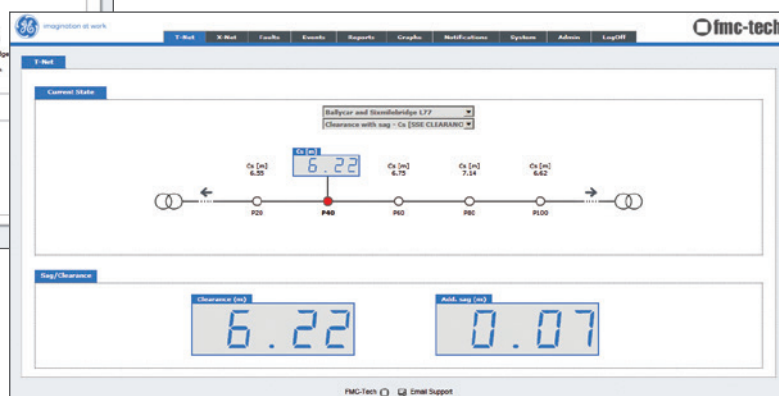 imagination at work
fmc-tech
T-Net X-Net Faults Events Reports Graphs Notifications System Admin LogOff
T-Net
Current State
Ballycar and Sixmilebridge L77
Clearance with sag - Cs [SSE CLEARANC
Cs [m] Cs [m] Cs [m] Cs [m] Cs [m]
6.55 6.22 6.75 7.14 6.62
P20 P40 P60 P80 P100
Sag/Clearance
Clearance (m) Add. sag (m)
6.22 0.07
FMC-Tech Email Support